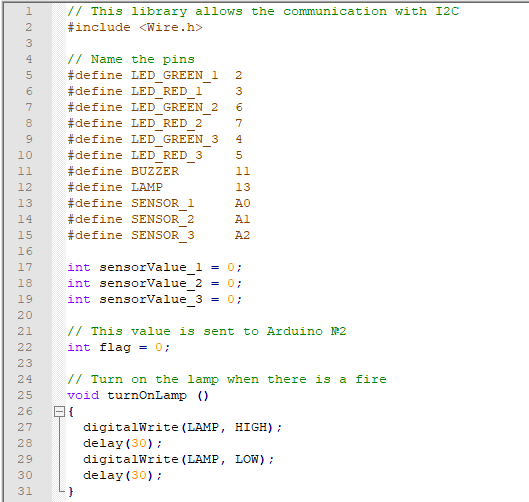 1 // This library allows the communication with I2C
2 #include <Wire.h>
3
4 // Name the pins
5 #define LED_GREEN_1 2
6 #define LED_RED_1 3
7 #define LED_GREEN_2 6
8 #define LED_RED_2 7
9 #define LED_GREEN_3 4
10 #define LED_RED_3 5
11 #define BUZZER 11
12 #define LAMP 13
13 #define SENSOR_1 A0
14 #define SENSOR_2 A1
15 #define SENSOR_3 A2
16
17 int sensorValue_1 = 0;
18 int sensorValue_2 = 0;
19 int sensorValue_3 = 0;
20
21 // This value is sent to Arduino №2
22 int flag = 0;
23
24 // Turn on the lamp when there is a fire
25 void turnOnLamp ()
26 {
27 digitalWrite(LAMP, HIGH);
28 delay(30);
29 digitalWrite(LAMP, LOW);
30 delay(30);
31 }